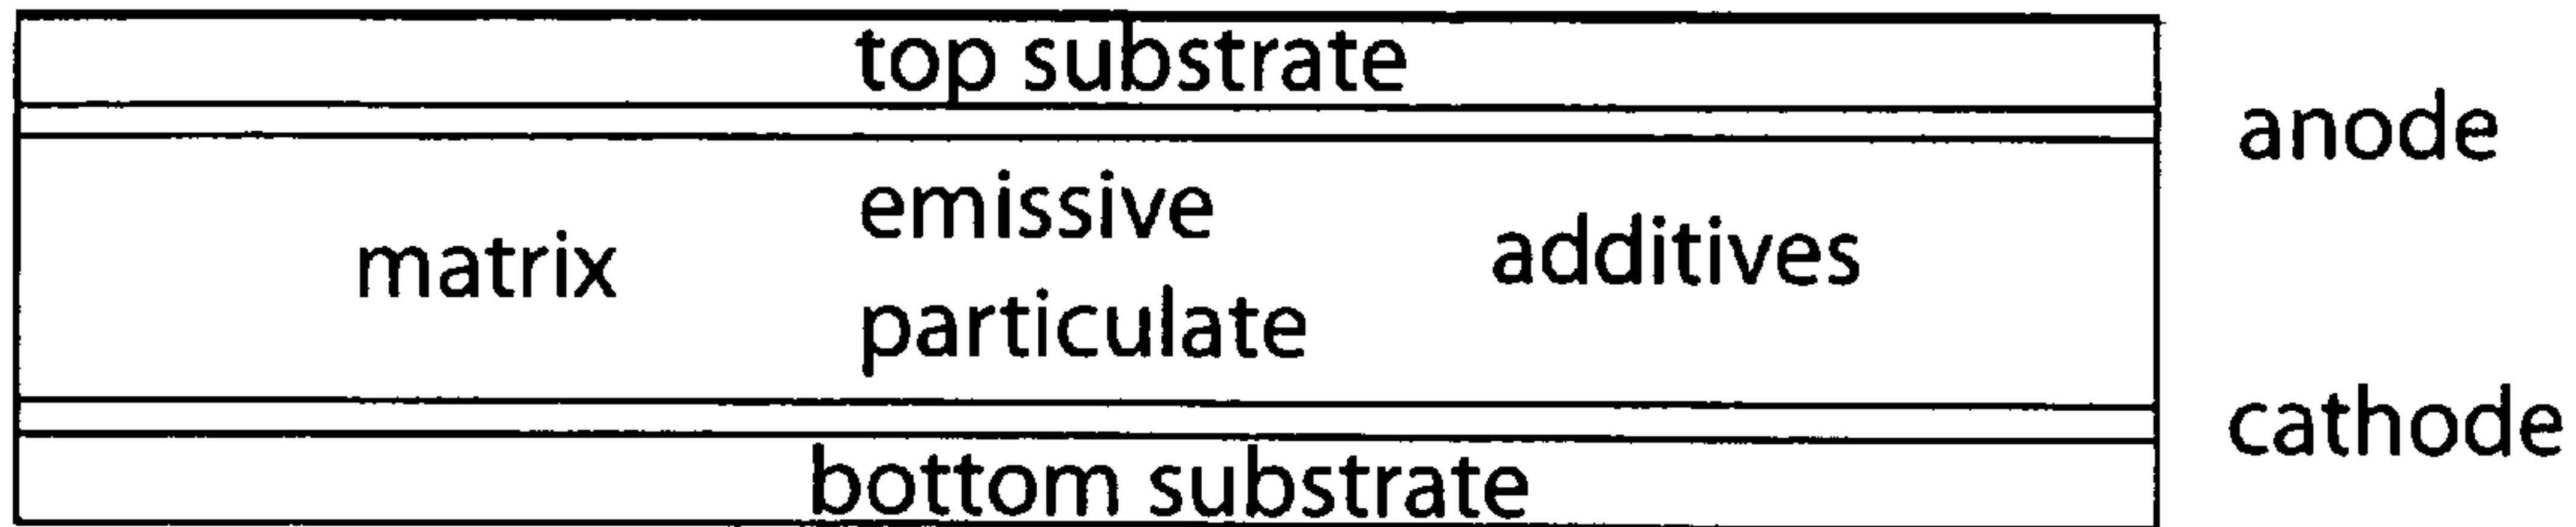 top substrate
anode
emissive
matrix
additives
particulate
cathode
bottom substrate